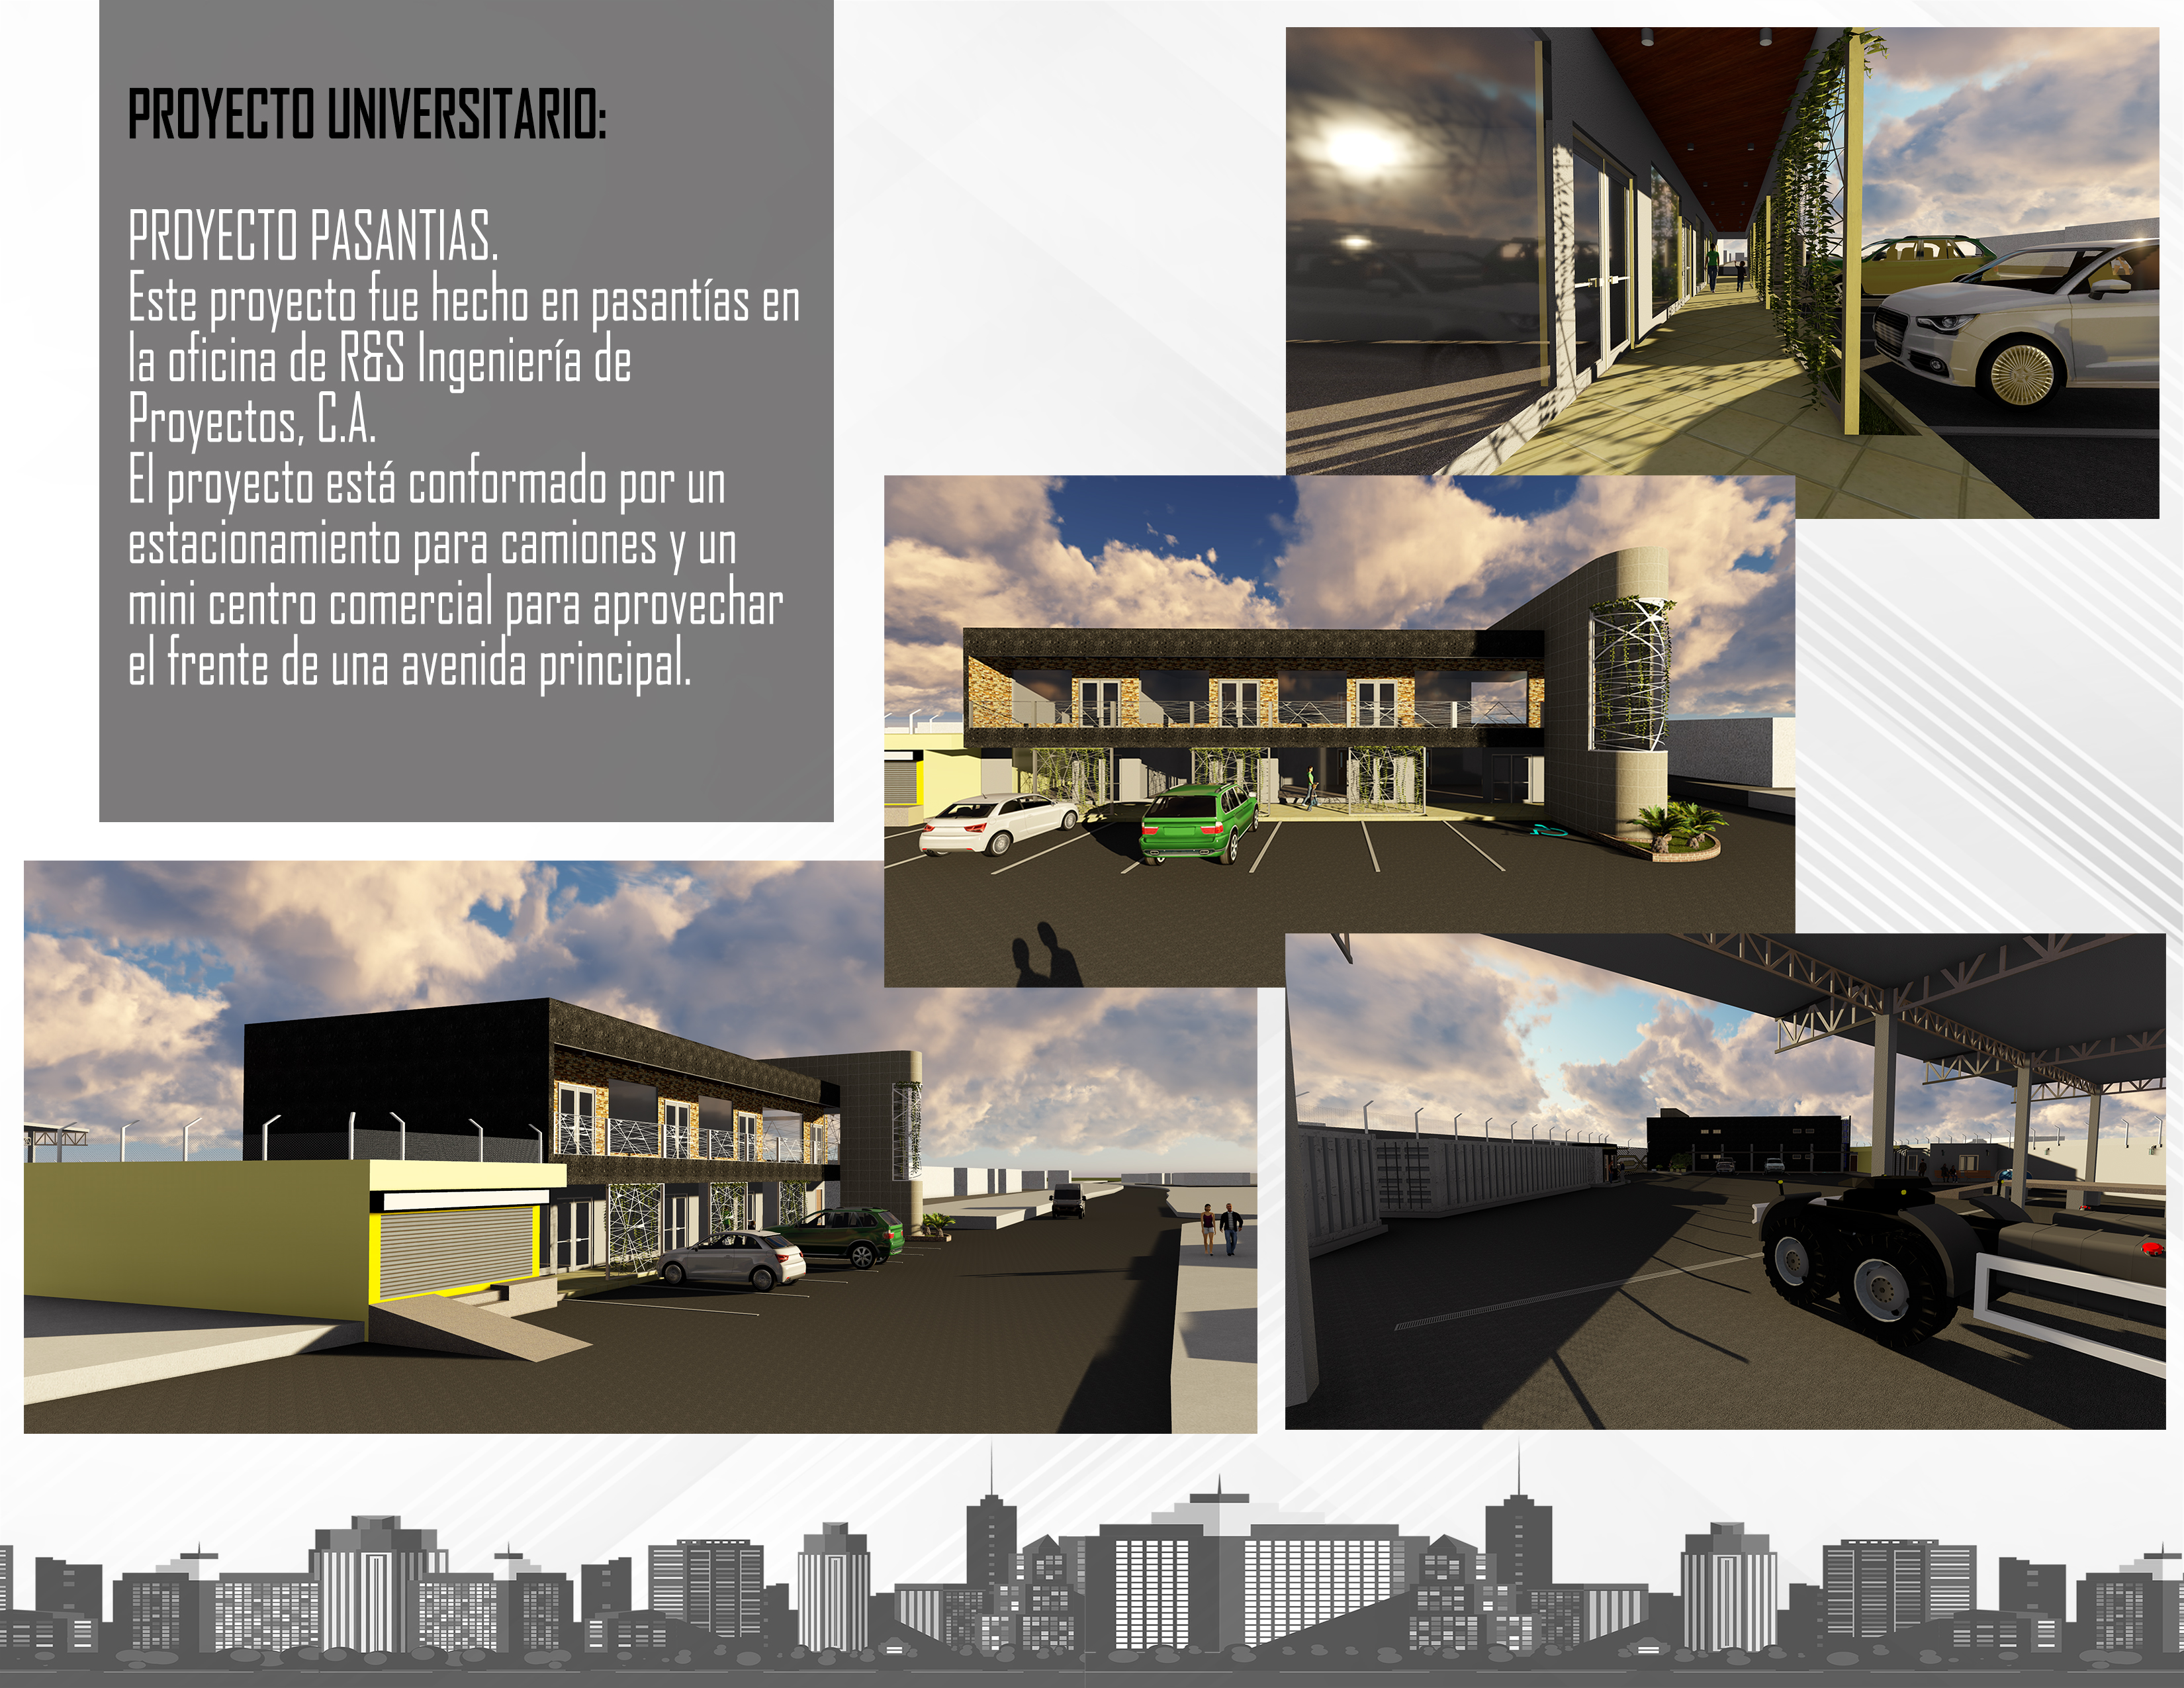 PROYECTO UNIVERSITARIO:
PROYECTO PASANTIAS.
Este proyecto fue hecho en pasantías en
la oficina de R&S Ingeniería de
Proyectos, C.A.
El proyecto está conformado por un
estacionamiento para camiones y un
mini centro comercial para aprovechar
el frente de una avenida principal.